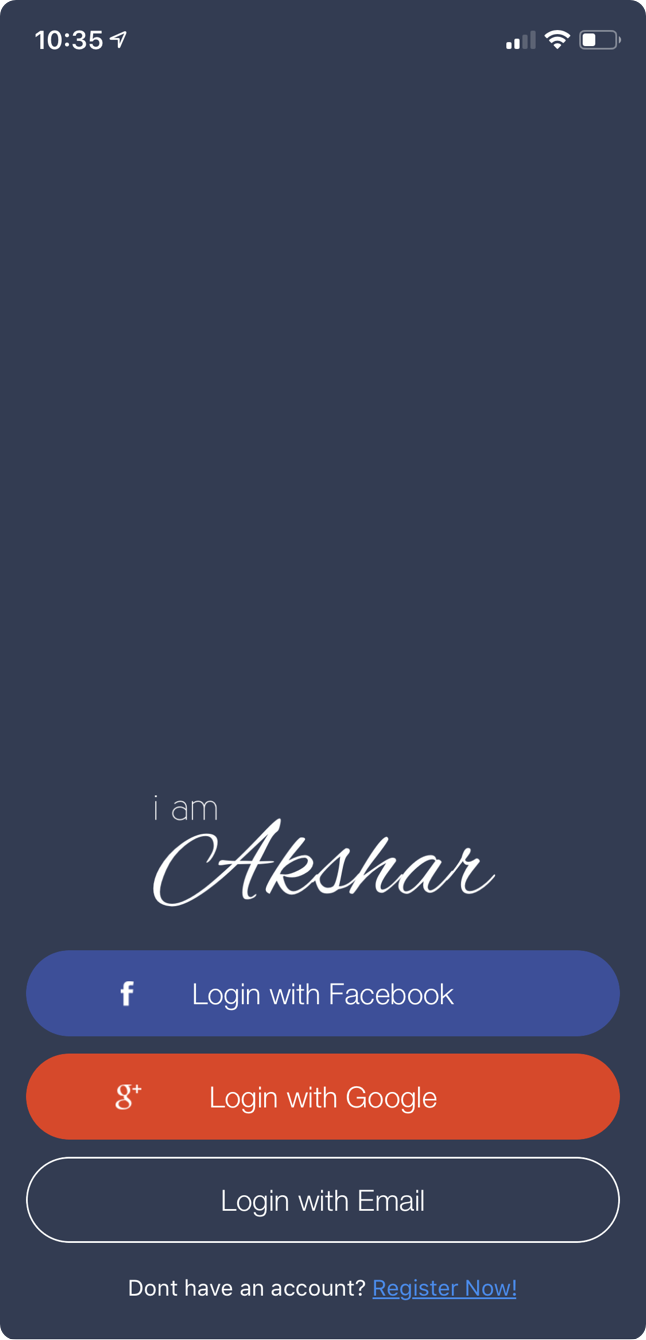 10:35
i am
Akshar
f Login with Facebook
g+ Login with Google
Login with Email
Dont have an account? Register Now!